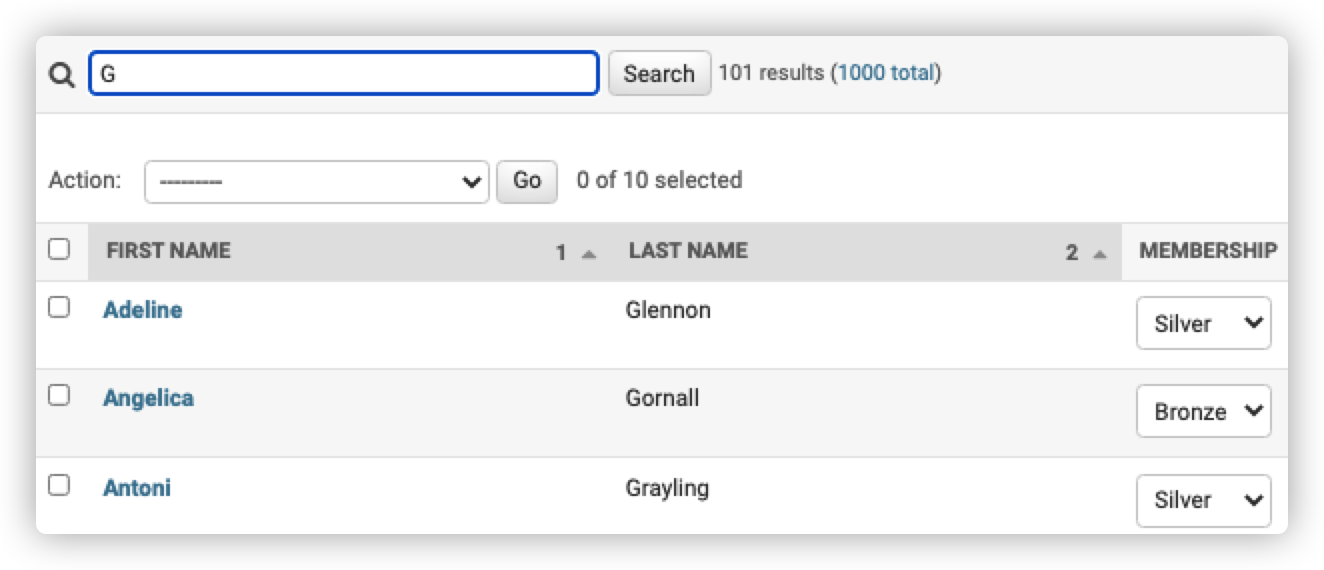 G Search 101 results (1000 total)
Action: --------- Go 0 of 10 selected
FIRST NAME 1 LAST NAME 2 MEMBERSHIP
Adeline Glennon Silver
Angelica Gornall Bronze
Antoni Grayling Silver